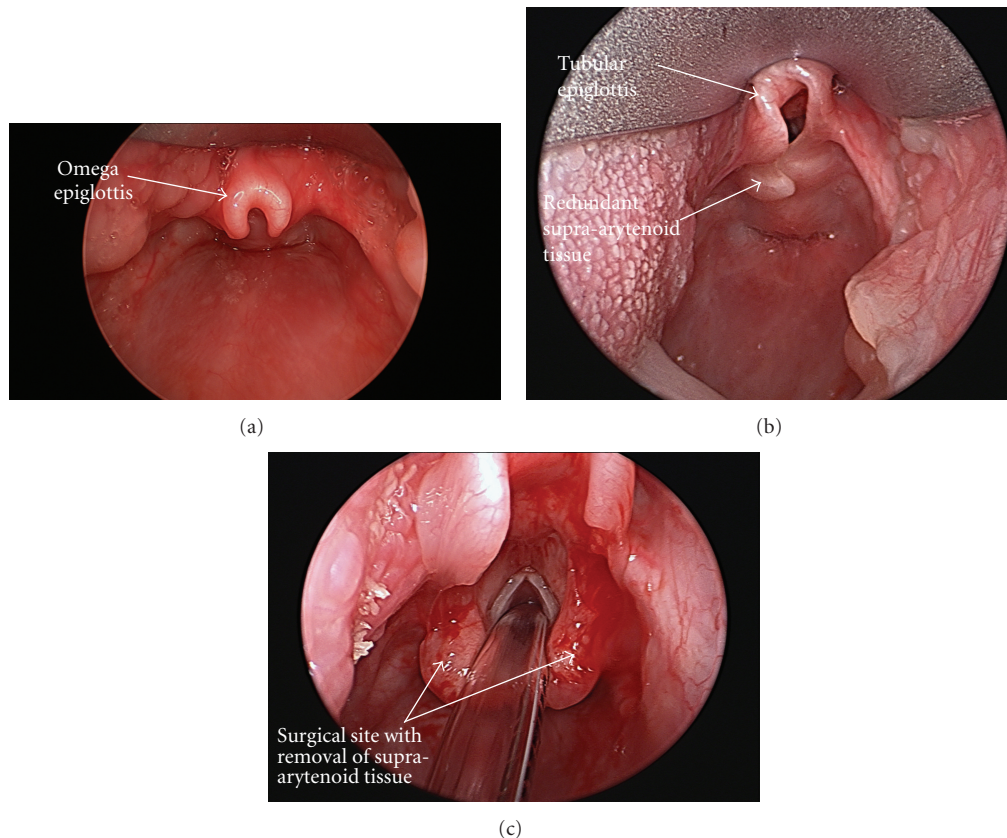 Omega
epiglottis
(a)
Tubular
epiglottis
Redundant
supra-arytenoid
tissue
(b)
Surgical site with
removal of supra-
arytenoid tissue
(c)